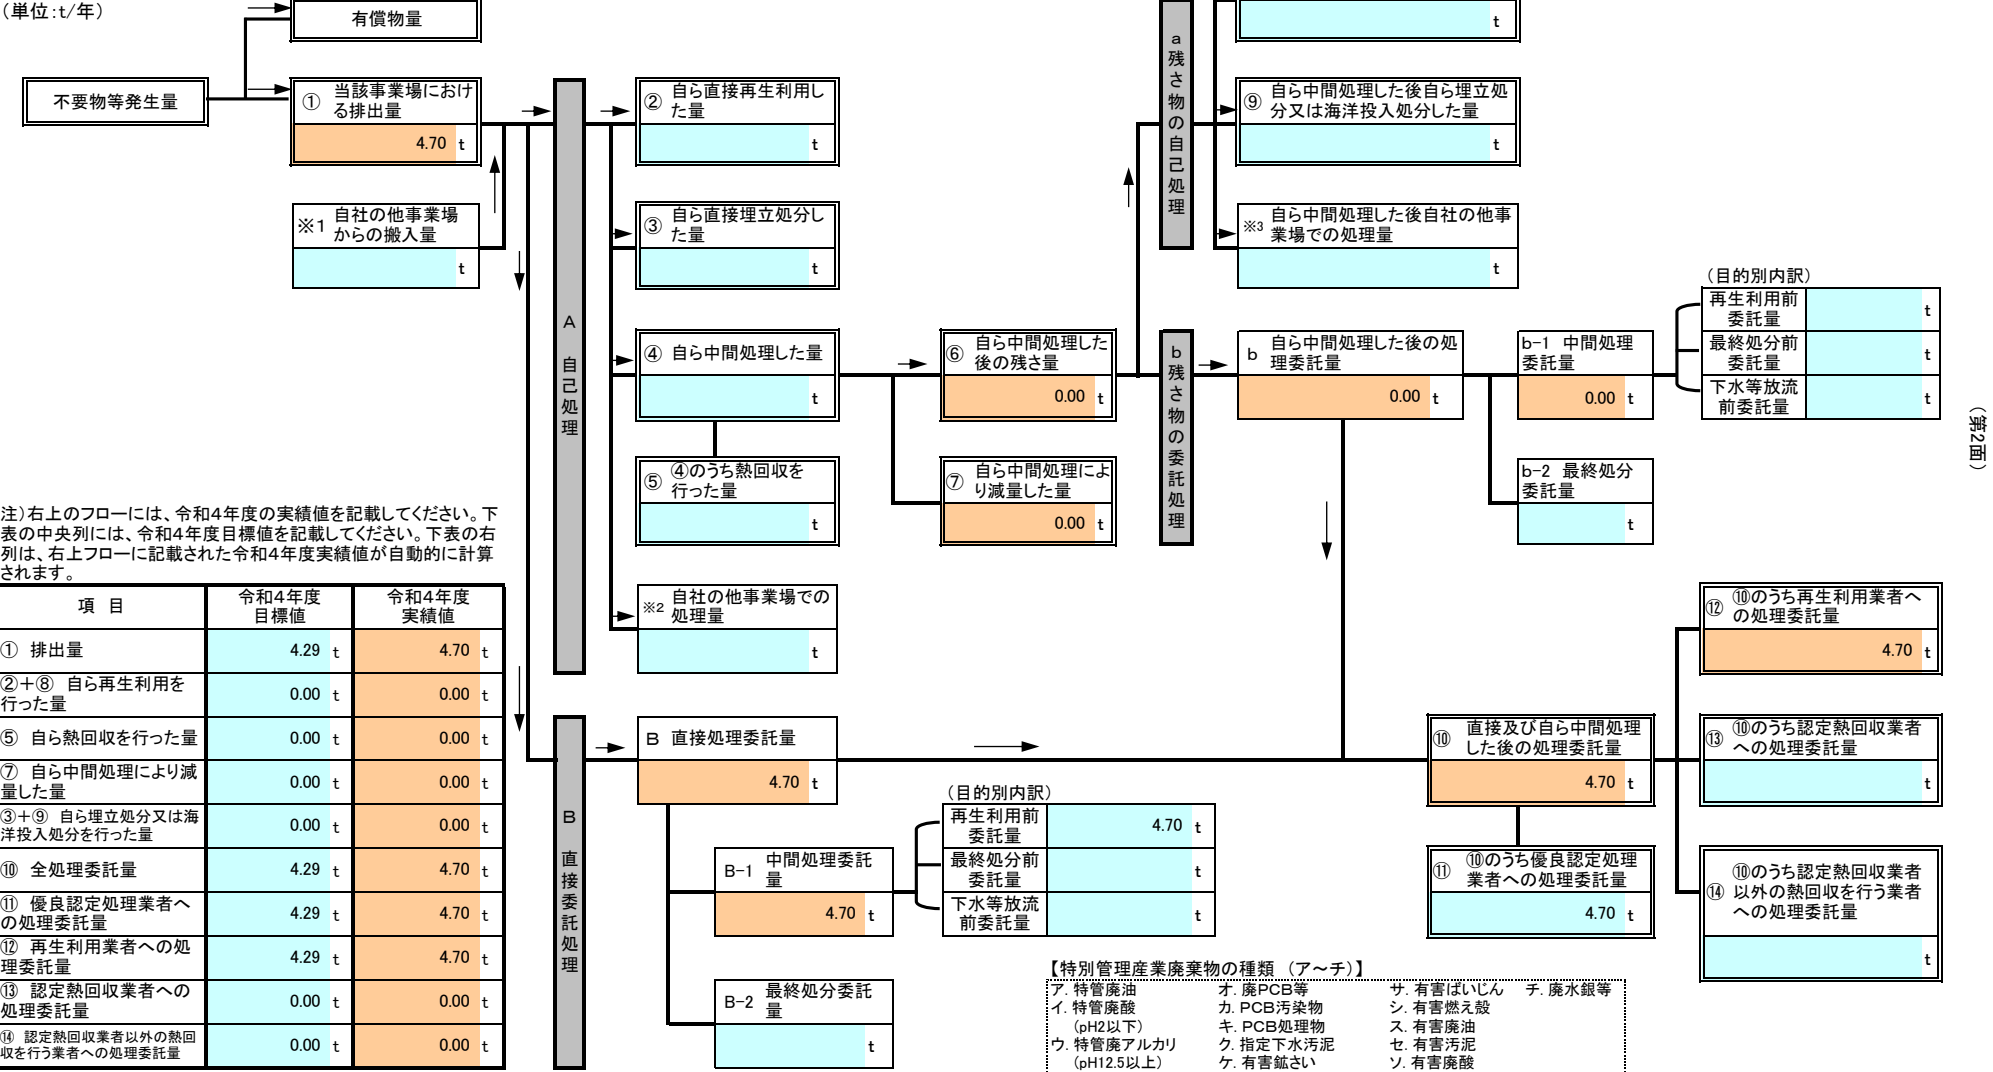 （単位:t/年）
有償物量
t
不要物等発生量
① 当該事業場におけ
る排出量
4.70 t
※1 自社の他事業場
からの搬入量
t
A 自己処理
② 自ら直接再生利用し
た量
t
③ 自ら直接埋立処分し
た量
t
④ 自ら中間処理した量
t
⑤ ④のうち熱回収を
行った量
t
※2 自社の他事業場での
処理量
t
⑥ 自ら中間処理した
後の残さ量
0.00 t
⑦ 自ら中間処理によ
り減量した量
0.00 t
a 残さ物の自己処理
⑨ 自ら中間処理した後自ら埋立処
分又は海洋投入処分した量
t
※3 自ら中間処理した後自社の他事
業場での処理量
t
b 残さ物の委託処理
b 自ら中間処理した後の処
理委託量
0.00 t
b-1 中間処理
委託量
0.00 t
b-2 最終処分
委託量
t
（目的別内訳）
再生利用前
委託量
t
最終処分前
委託量
t
下水等放流
前委託量
t
（第2面）
注）右上のフローには、令和4年度の実績値を記載してください。下
表の中央列には、令和4年度目標値を記載してください。下表の右
列は、右上フローに記載された令和4年度実績値が自動的に計算
されます。
項 目 令和4年度
目標値 令和4年度
実績値
① 排出量 4.29 t 4.70 t
②＋⑧ 自ら再生利用を
行った量 0.00 t 0.00 t
⑤ 自ら熱回収を行った量 0.00 t 0.00 t
⑦ 自ら中間処理により減
量した量 0.00 t 0.00 t
③＋⑨ 自ら埋立処分又は海
洋投入処分を行った量 0.00 t 0.00 t
⑩ 全処理委託量 4.29 t 4.70 t
⑪ 優良認定処理業者へ
の処理委託量 4.29 t 4.70 t
⑫ 再生利用業者への処
理委託量 4.29 t 4.70 t
⑬ 認定熱回収業者への
処理委託量 0.00 t 0.00 t
⑭ 認定熱回収業者以外の熱回
収を行う業者への処理委託量 0.00 t 0.00 t
B 直接委託処理
B 直接処理委託量
4.70 t
B-1 中間処理委託
量
4.70 t
B-2 最終処分委託
量
t
（目的別内訳）
再生利用前
委託量
4.70 t
最終処分前
委託量
t
下水等放流
前委託量
t
⑩ 直接及び自ら中間処理
した後の処理委託量
4.70 t
⑪ ⑩のうち優良認定処理
業者への処理委託量
4.70 t
⑫ ⑩のうち再生利用業者へ
の処理委託量
4.70 t
⑬ ⑩のうち認定熱回収業者
への処理委託量
t
⑭ ⑩のうち認定熱回収業者
以外の熱回収を行う業者
への処理委託量
t
【特別管理産業廃棄物の種類 （ア～チ）】
ア. 特管廃油 オ. 廃PCB等 サ. 有害ばいじん チ. 廃水銀等
イ. 特管廃酸 カ. PCB汚染物 シ. 有害燃え殻
（pH2以下） キ. PCB処理物 ス. 有害廃油
ウ. 特管廃アルカリ ク. 指定下水汚泥 セ. 有害汚泥
（pH12.5以上） ケ. 有害鉱さい ソ. 有害廃酸